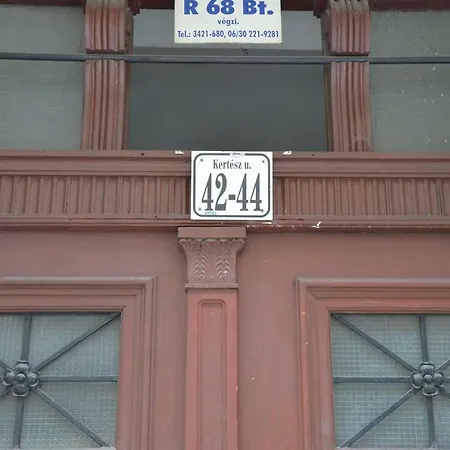 R 68 Bt.
végzi.
Tel.: 3421-680, 06/30 221-9281
Kertész u.
42-44